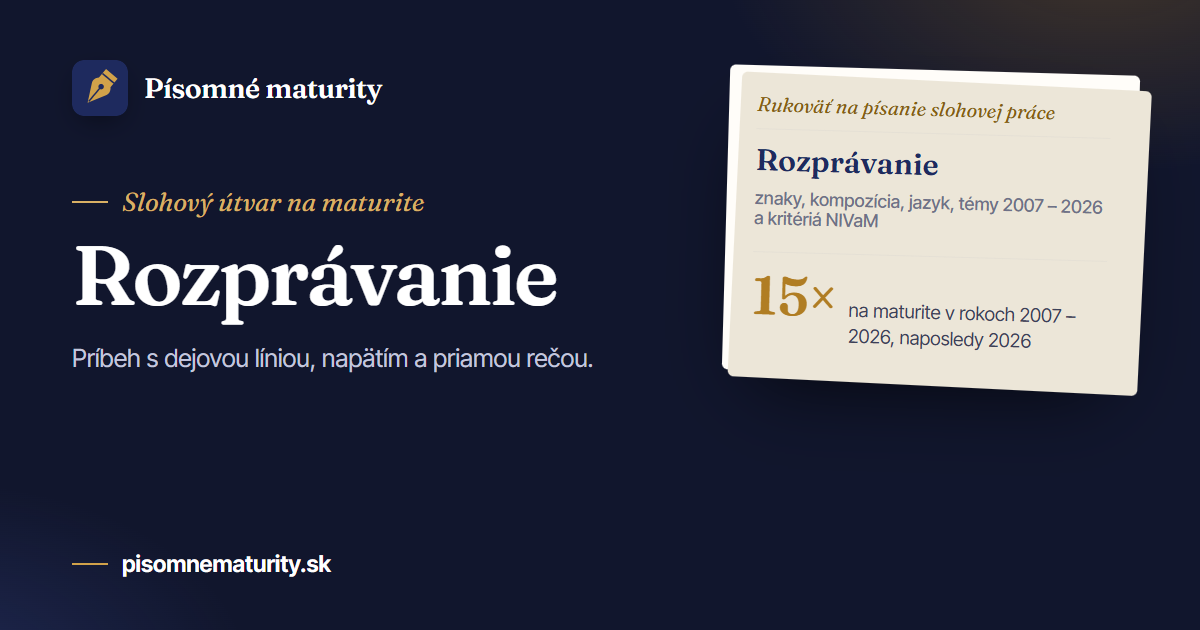 Písomné maturity
Slohový útvar na maturite
Rozprávanie
Príbeh s dejovou líniou, napätím a priamou rečou.
pisomnematurity.sk
Rukoväť na písanie slohovej práce
Rozprávanie
znaky, kompozícia, jazyk, témy 2007 – 2026
a kritériá NIVaM
15×
na maturite v rokoch 2007 –
2026, naposledy 2026